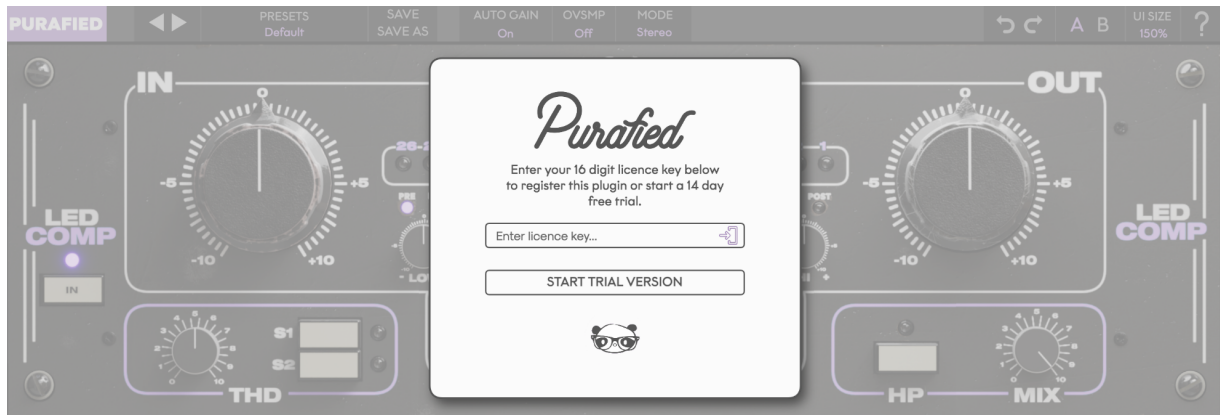 PURAFIED
PRESETS
Default
SAVE
SAVE AS
AUTO GAIN
On
OVSMP
Off
MODE
Stereo
A B
UI SIZE
150%
?
IN
0
-5
+5
-10
+10
LED
COMP
IN
PRE
Purafied
Enter your 16 digit licence key below
to register this plugin or start a 14 day
free trial.
Enter licence key...
START TRIAL VERSION
POST
OUT
0
-5
+5
-10
+10
LED
COMP
S1
S2
THD
HP
MIX